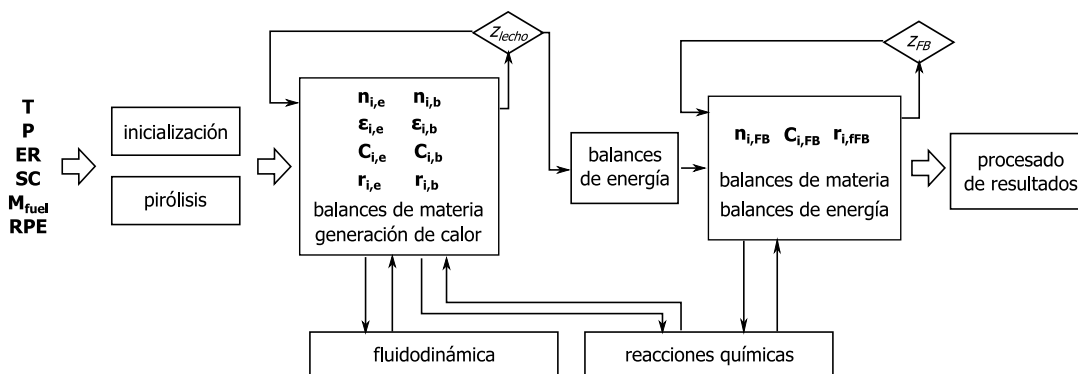 T
P
ER
SC
M_fuel
RPE
inicialización
pirólisis
z_lecho
n_i,e n_i,b
ε_i,e ε_i,b
C_i,e C_i,b
r_i,e r_i,b
balances de materia
generación de calor
fluidodinámica
balances
de energía
z_FB
n_i,FB C_i,FB r_i,fFB
balances de materia
balances de energía
reacciones químicas
procesado
de resultados